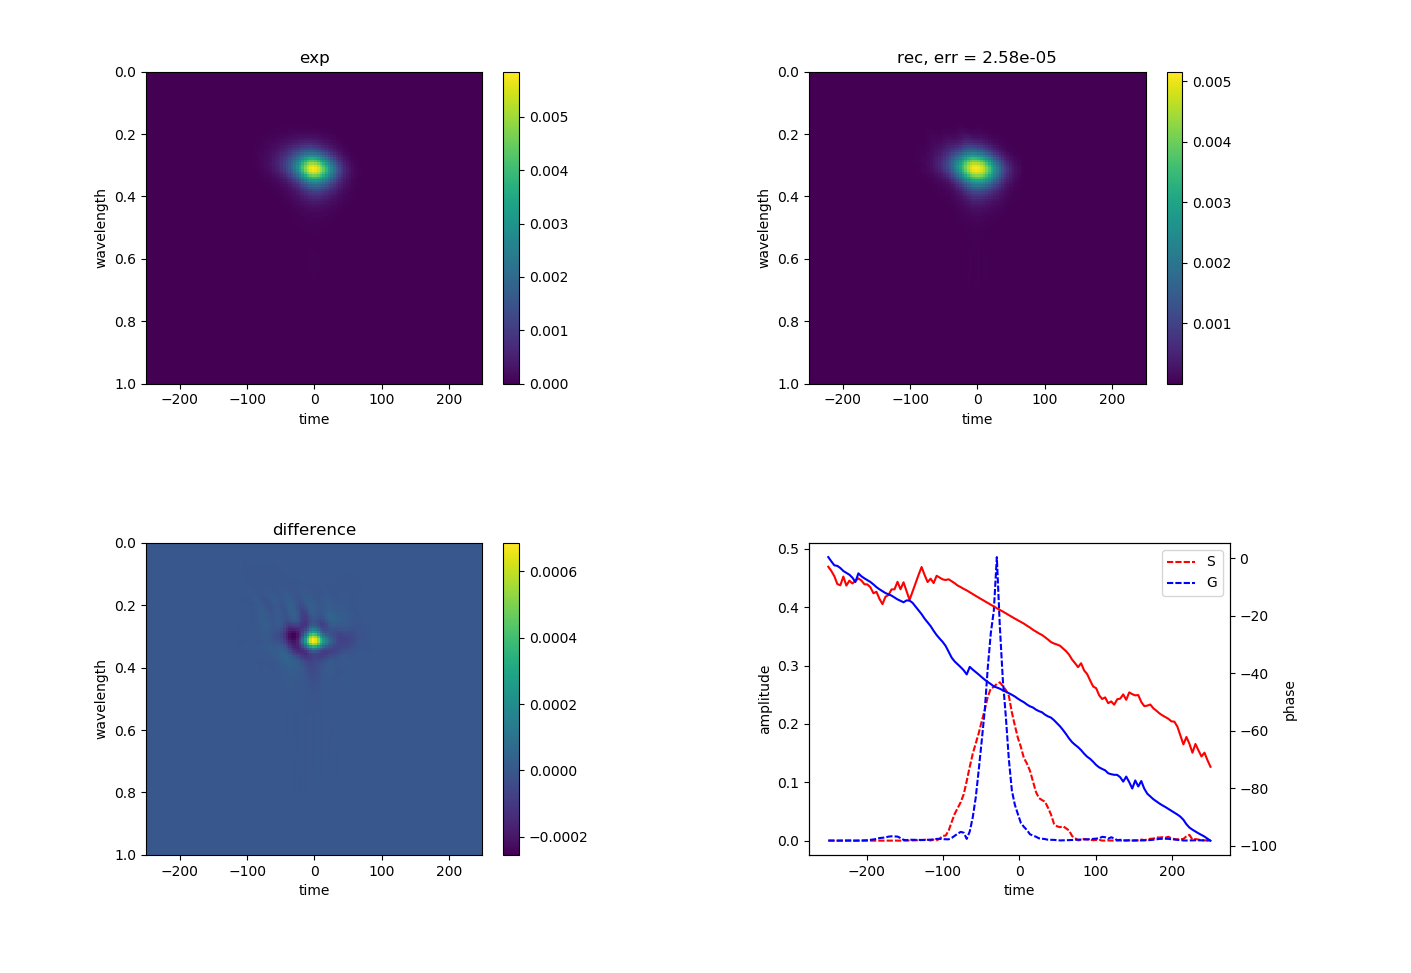 exp
0.0
0.2
0.4
0.6
0.8
1.0
wavelength
−200 −100 0 100 200
time
0.005
0.004
0.003
0.002
0.001
0.000
rec, err = 2.58e-05
0.0
0.2
0.4
0.6
0.8
1.0
wavelength
−200 −100 0 100 200
time
0.005
0.004
0.003
0.002
0.001
difference
0.0
0.2
0.4
0.6
0.8
1.0
wavelength
−200 −100 0 100 200
time
0.0006
0.0004
0.0002
0.0000
−0.0002
0.5
0.4
0.3
0.2
0.1
0.0
amplitude
S
G
−200 −100 0 100 200
time
0
−20
−40
−60
−80
−100
phase